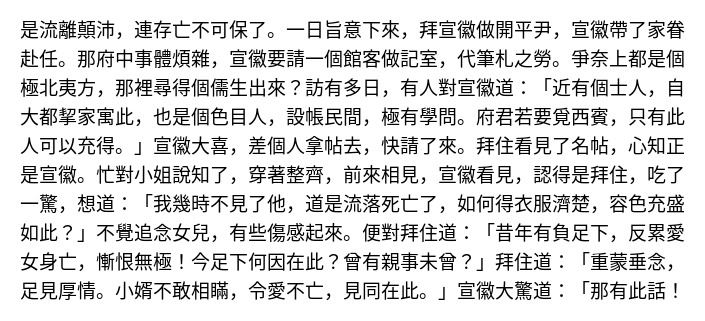 是流離顛沛，連存亡不可保了。一日旨意下來，拜宣徽做開平尹，宣徽帶了家眷
赴任。那府中事體煩雜，宣徽要請一個館客做記室，代筆札之勞。爭奈上都是個
極北夷方，那裡尋得個儒生出來？訪有多日，有人對宣徽道：「近有個士人，自
大都挈家寓此，也是個色目人，設帳民間，極有學問。府君若要覓西賓，只有此
人可以充得。」宣徽大喜，差個人拿帖去，快請了來。拜住看見了名帖，心知正
是宣徽。忙對小姐說知了，穿著整齊，前來相見，宣徽看見，認得是拜住，吃了
一驚，想道：「我幾時不見了他，道是流落死亡了，如何得衣服濟楚，容色充盛
如此？」不覺追念女兒，有些傷感起來。便對拜住道：「昔年有負足下，反累愛
女身亡，慚恨無極！今足下何因在此？曾有親事未曾？」拜住道：「重蒙垂念，
足見厚情。小婿不敢相瞞，令愛不亡，見同在此。」宣徽大驚道：「那有此話！